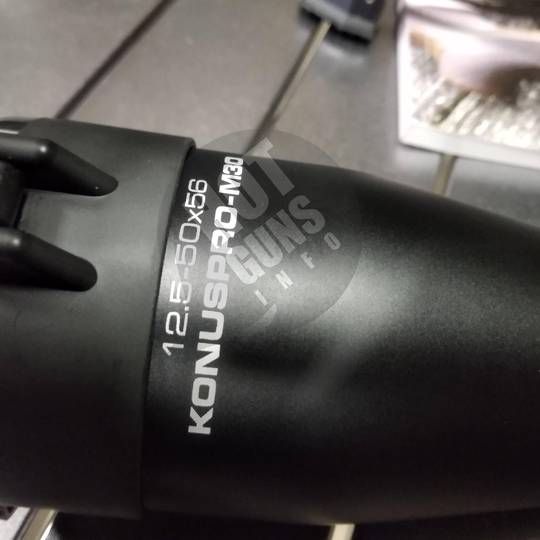 12.5-50x56
KONUSPRO-M30
GUNS
INFO